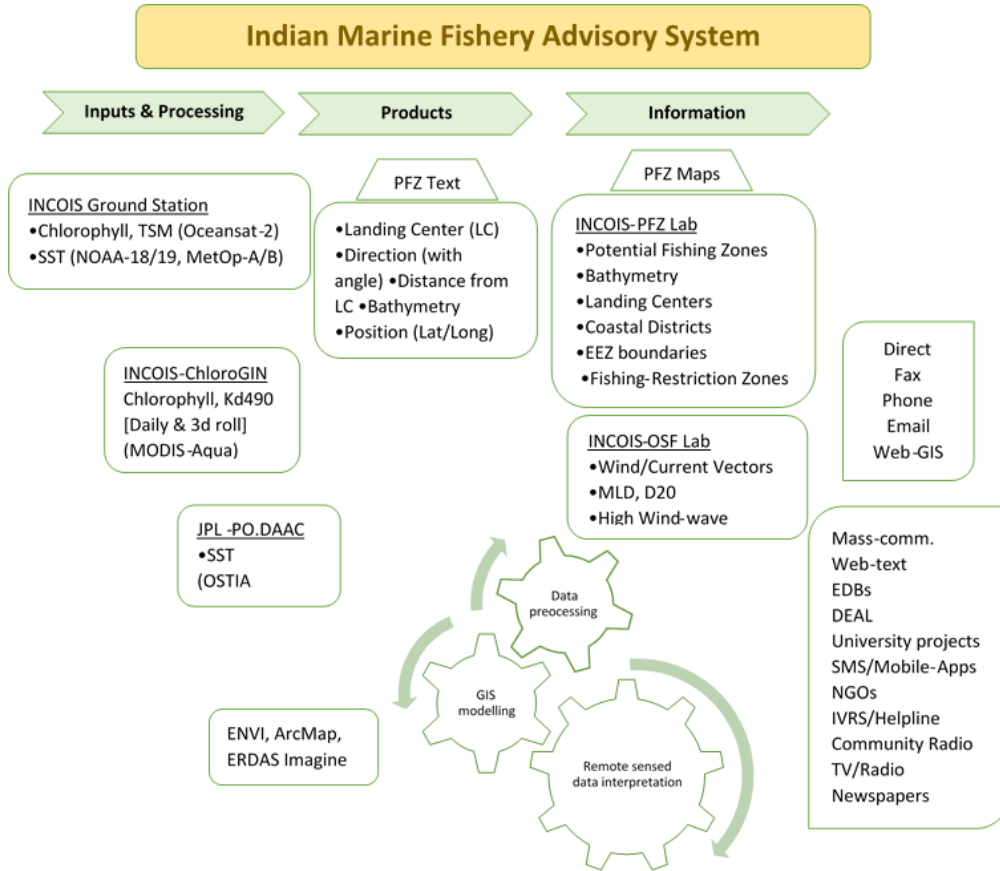 Indian Marine Fishery Advisory System
Inputs & Processing
Products
Information
INCOIS Ground Station
•Chlorophyll, TSM (Oceansat-2)
•SST (NOAA-18/19, MetOp-A/B)
INCOIS-ChloroGIN
Chlorophyll, Kd490
[Daily & 3d roll]
(MODIS-Aqua)
JPL -PO.DAAC
•SST
(OSTIA
ENVI, ArcMap,
ERDAS Imagine
PFZ Text
•Landing Center (LC)
•Direction (with
angle) •Distance from
LC •Bathymetry
•Position (Lat/Long)
PFZ Maps
INCOIS-PFZ Lab
•Potential Fishing Zones
•Bathymetry
•Landing Centers
•Coastal Districts
•EEZ boundaries
•Fishing-Restriction Zones
INCOIS-OSF Lab
•Wind/Current Vectors
•MLD, D20
•High Wind-wave
Data
preocessing
GIS
modelling
Remote sensed
data interpretation
Direct
Fax
Phone
Email
Web-GIS
Mass-comm.
Web-text
EDBs
DEAL
University projects
SMS/Mobile-Apps
NGOs
IVRS/Helpline
Community Radio
TV/Radio
Newspapers